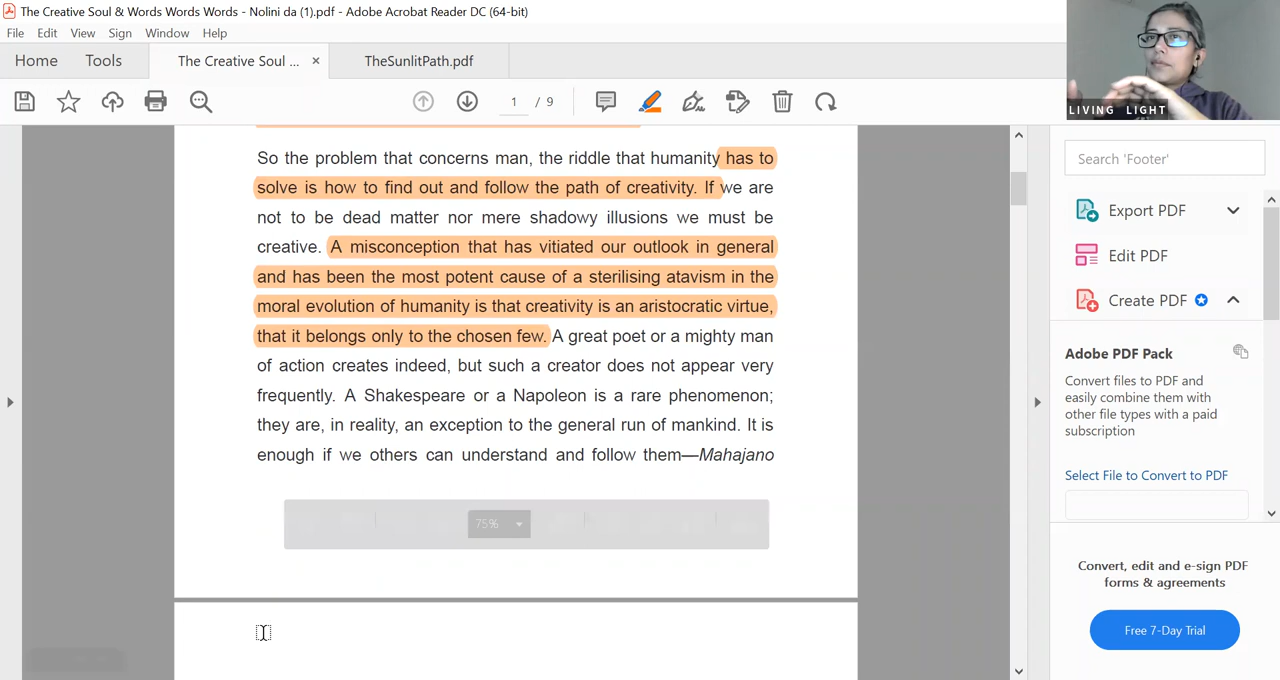 The Creative Soul & Words Words Words - Nolini da (1).pdf - Adobe Acrobat Reader DC (64-bit)
File Edit View Sign Window Help
Home Tools The Creative Soul ... × TheSunlitPath.pdf
1 / 9
LIVING LIGHT
So the problem that concerns man, the riddle that humanity has to
solve is how to find out and follow the path of creativity. If we are
not to be dead matter nor mere shadowy illusions we must be
creative. A misconception that has vitiated our outlook in general
and has been the most potent cause of a sterilising atavism in the
moral evolution of humanity is that creativity is an aristocratic virtue,
that it belongs only to the chosen few. A great poet or a mighty man
of action creates indeed, but such a creator does not appear very
frequently. A Shakespeare or a Napoleon is a rare phenomenon;
they are, in reality, an exception to the general run of mankind. It is
enough if we others can understand and follow them—Mahajano
75%
Search 'Footer'
Export PDF
Edit PDF
Create PDF
Adobe PDF Pack
Convert files to PDF and
easily combine them with
other file types with a paid
subscription
Select File to Convert to PDF
Convert, edit and e-sign PDF
forms & agreements
Free 7-Day Trial